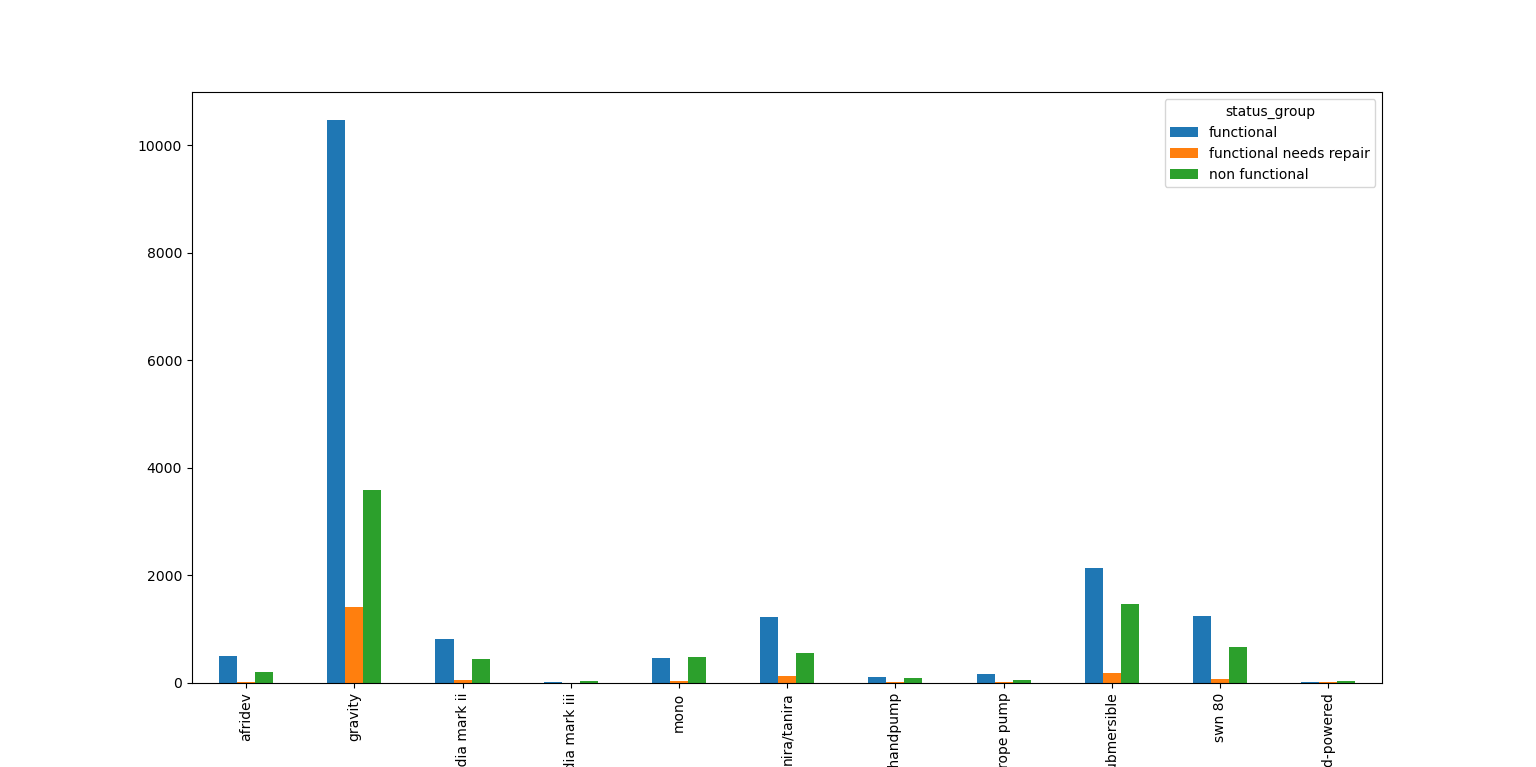 status_group
functional
functional needs repair
non functional
10000
8000
6000
4000
2000
0
afridev
gravity
dia mark ii
dia mark iii
mono
nira/tanira
handpump
rope pump
ubmersible
swn 80
d-powered